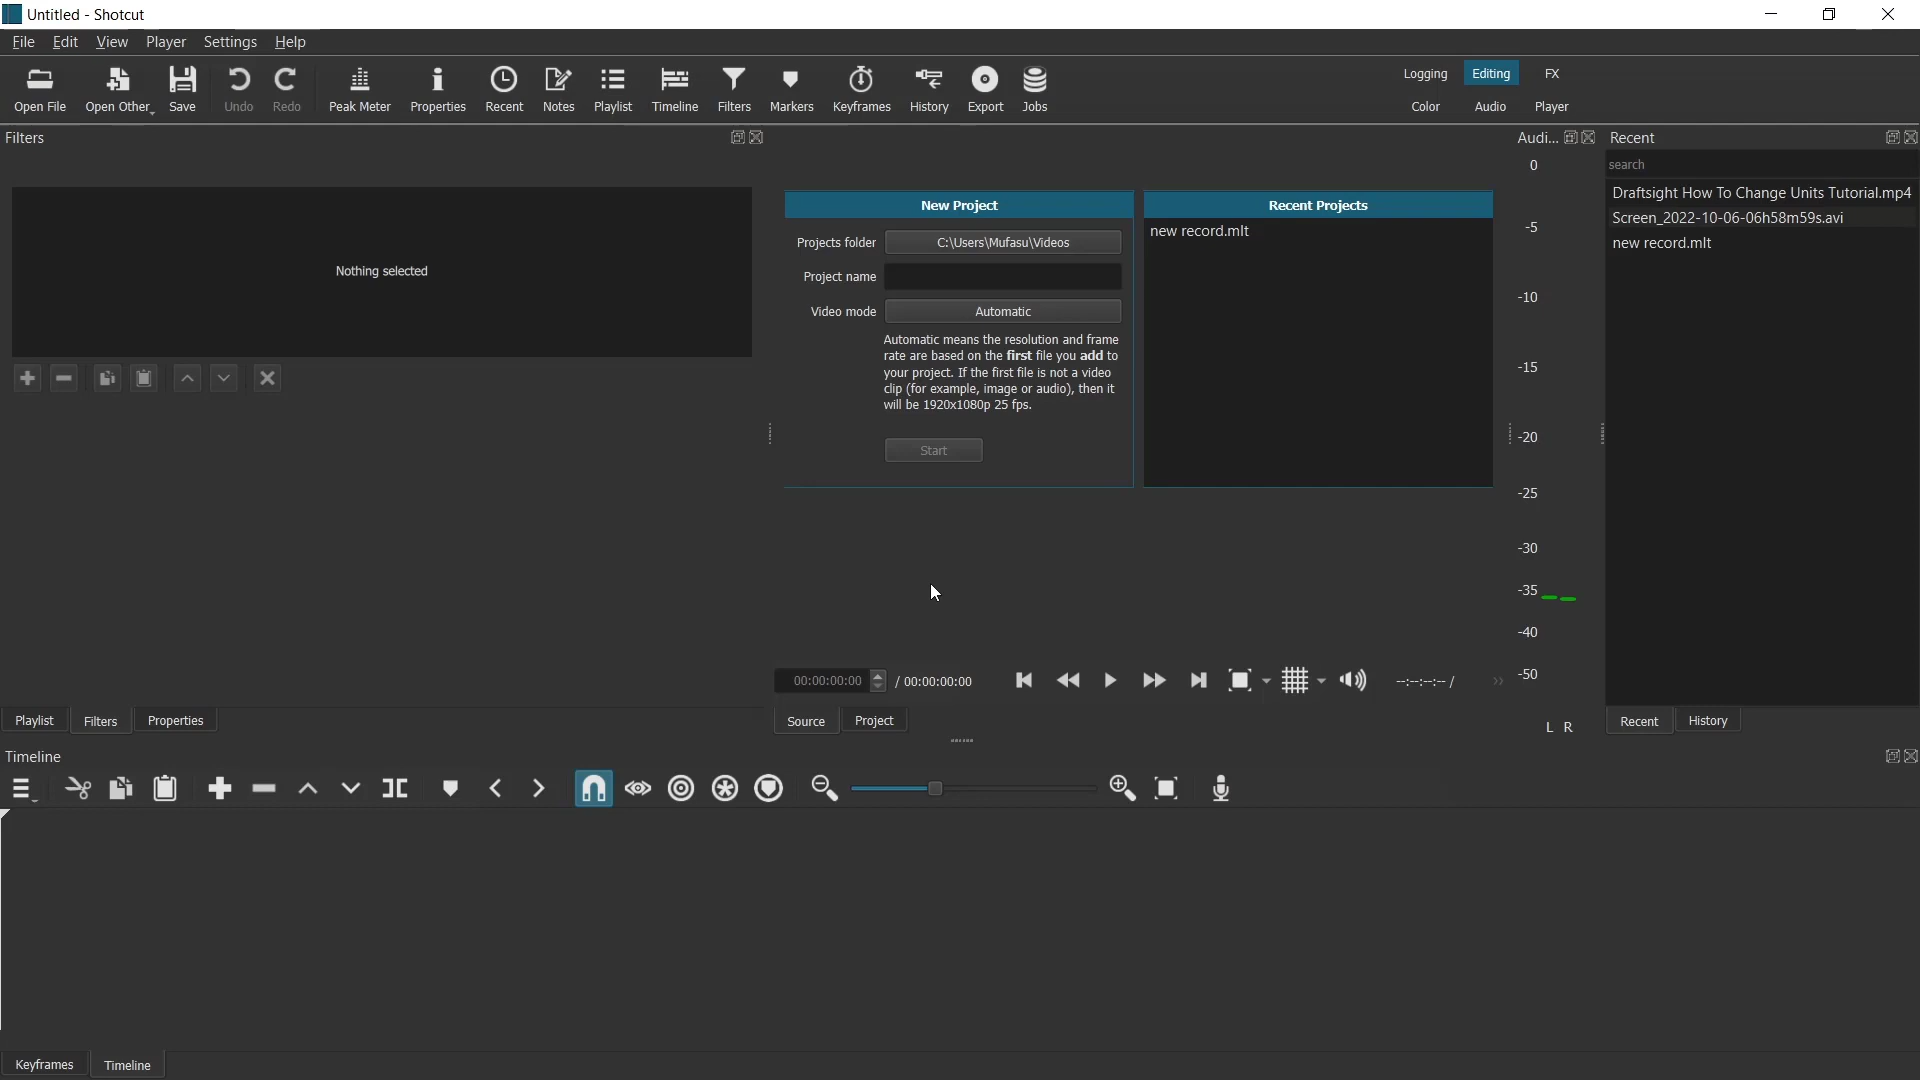 Untitled - Shotcut
File Edit View Player Settings Help
Open File Open Other Save Undo Redo Peak Meter Properties Recent Notes Playlist Timeline Filters Markers Keyframes History Export Jobs
Logging Editing FX
Color Audio Player
Filters
Nothing selected
Playlist Filters Properties
New Project
Projects folder C:\Users\Mufasu\Videos
Project name
Video mode Automatic
Automatic means the resolution and frame
rate are based on the first file you add to
your project. If the first file is not a video
clip (for example, image or audio), then it
will be 1920x1080p 25 fps.
Start
Recent Projects
new record.mlt
00:00:00:00 / 00:00:00:00
--:--:--:-- /
Source Project
Audi...
0
-5
-10
-15
-20
-25
-30
-35
-40
-50
L R
Recent
search
Draftsight How To Change Units Tutorial.mp4
Screen_2022-10-06-06h58m59s.avi
new record.mlt
Recent History
Timeline
Keyframes Timeline